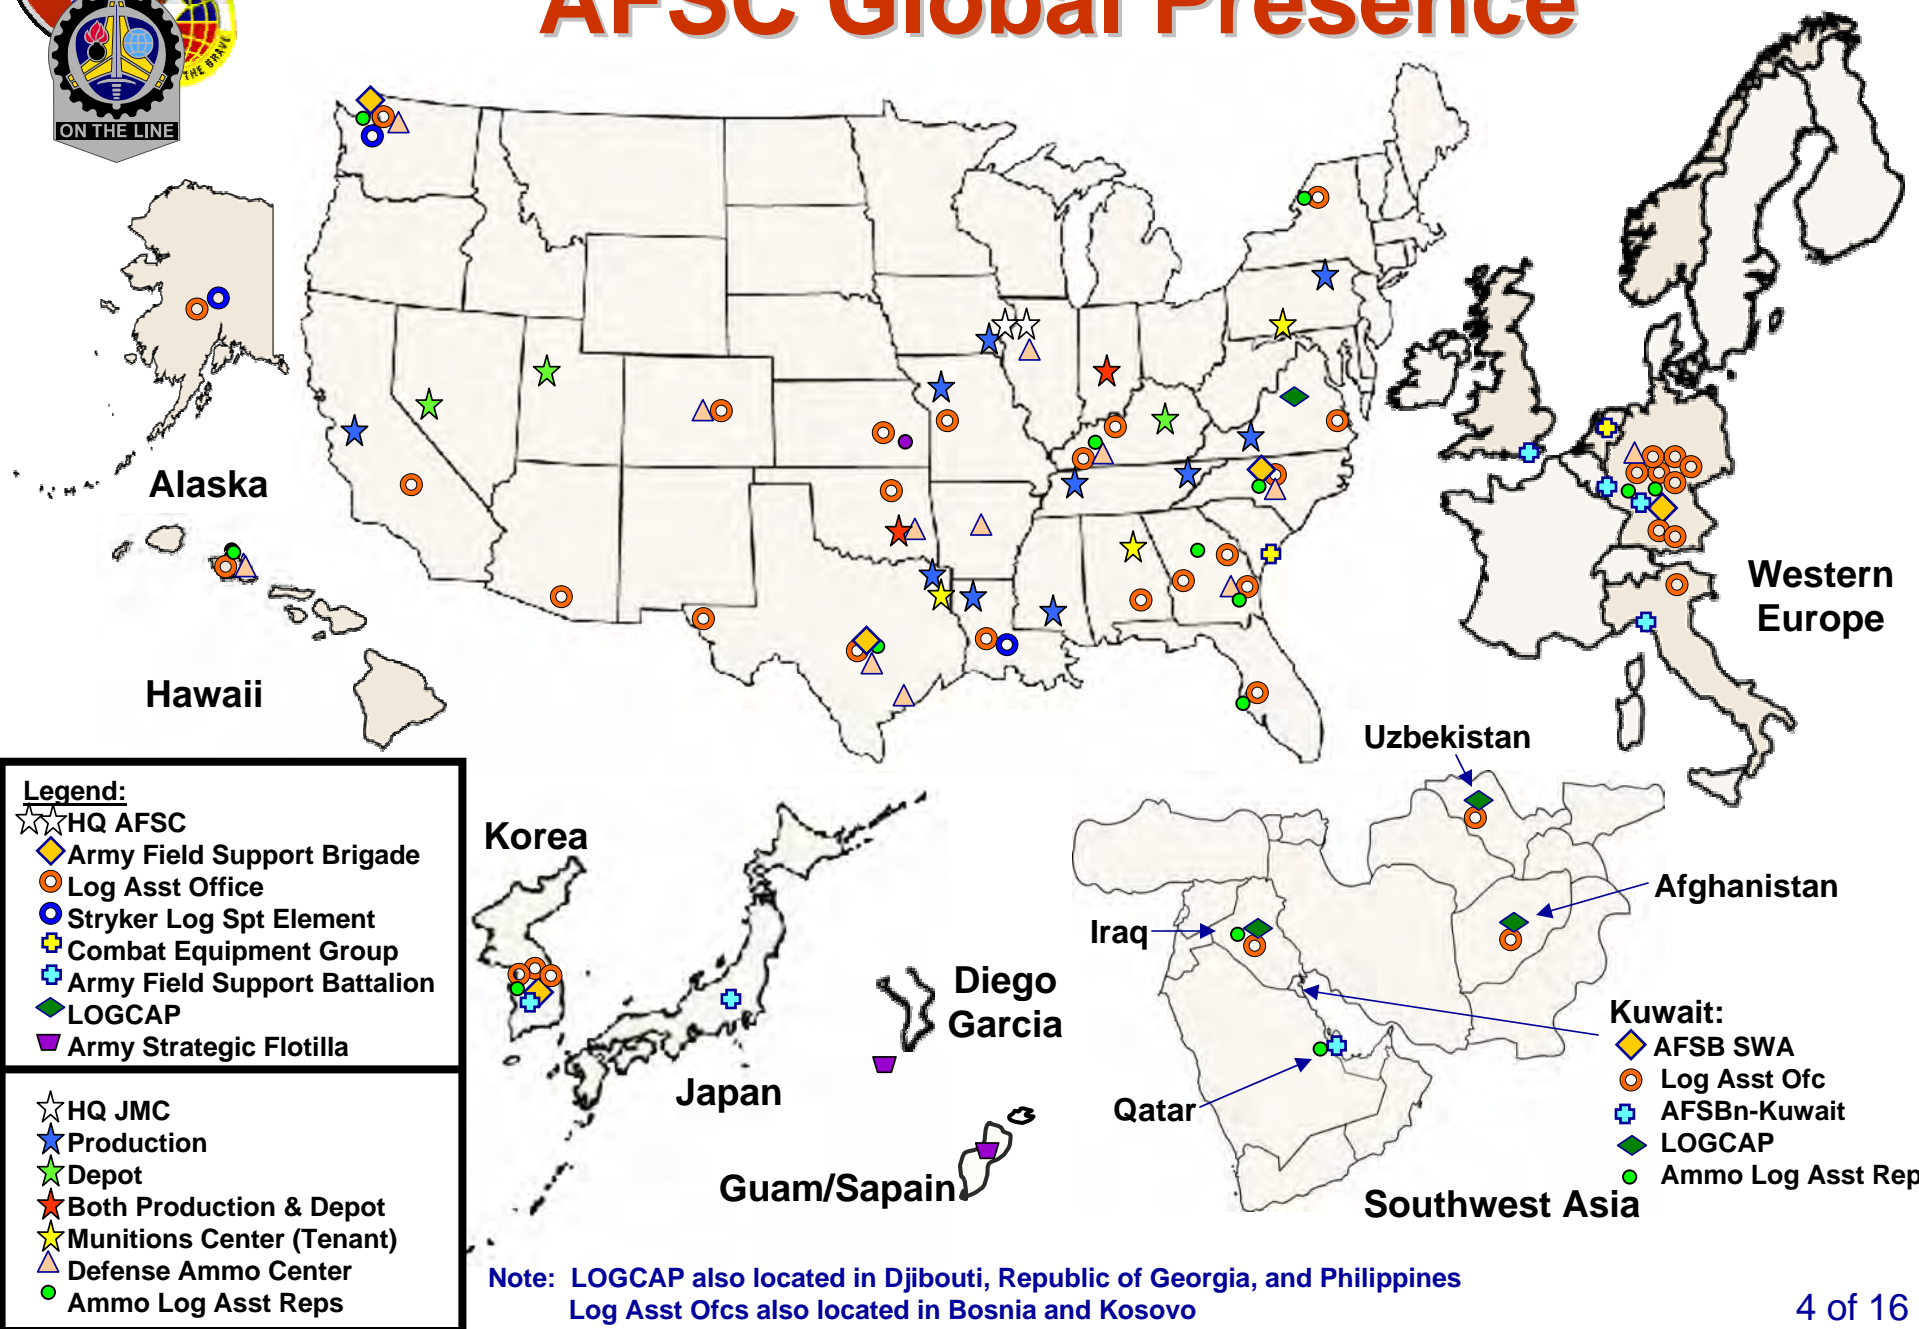 AFSC Global Presence
THE BRAVE
ON THE LINE
Alaska
Hawaii
Western
Europe
Uzbekistan
Legend:
HQ AFSC
Army Field Support Brigade
Log Asst Office
Stryker Log Spt Element
Combat Equipment Group
Army Field Support Battalion
LOGCAP
Army Strategic Flotilla
HQ JMC
Production
Depot
Both Production & Depot
Munitions Center (Tenant)
Defense Ammo Center
Ammo Log Asst Reps
Korea
Japan
Diego
Garcia
Guam/Sapain
Iraq
Afghanistan
Qatar
Kuwait:
AFSB SWA
Log Asst Ofc
AFSBn-Kuwait
LOGCAP
Ammo Log Asst Rep
Southwest Asia
Note: LOGCAP also located in Djibouti, Republic of Georgia, and Philippines
Log Asst Ofcs also located in Bosnia and Kosovo
4 of 16